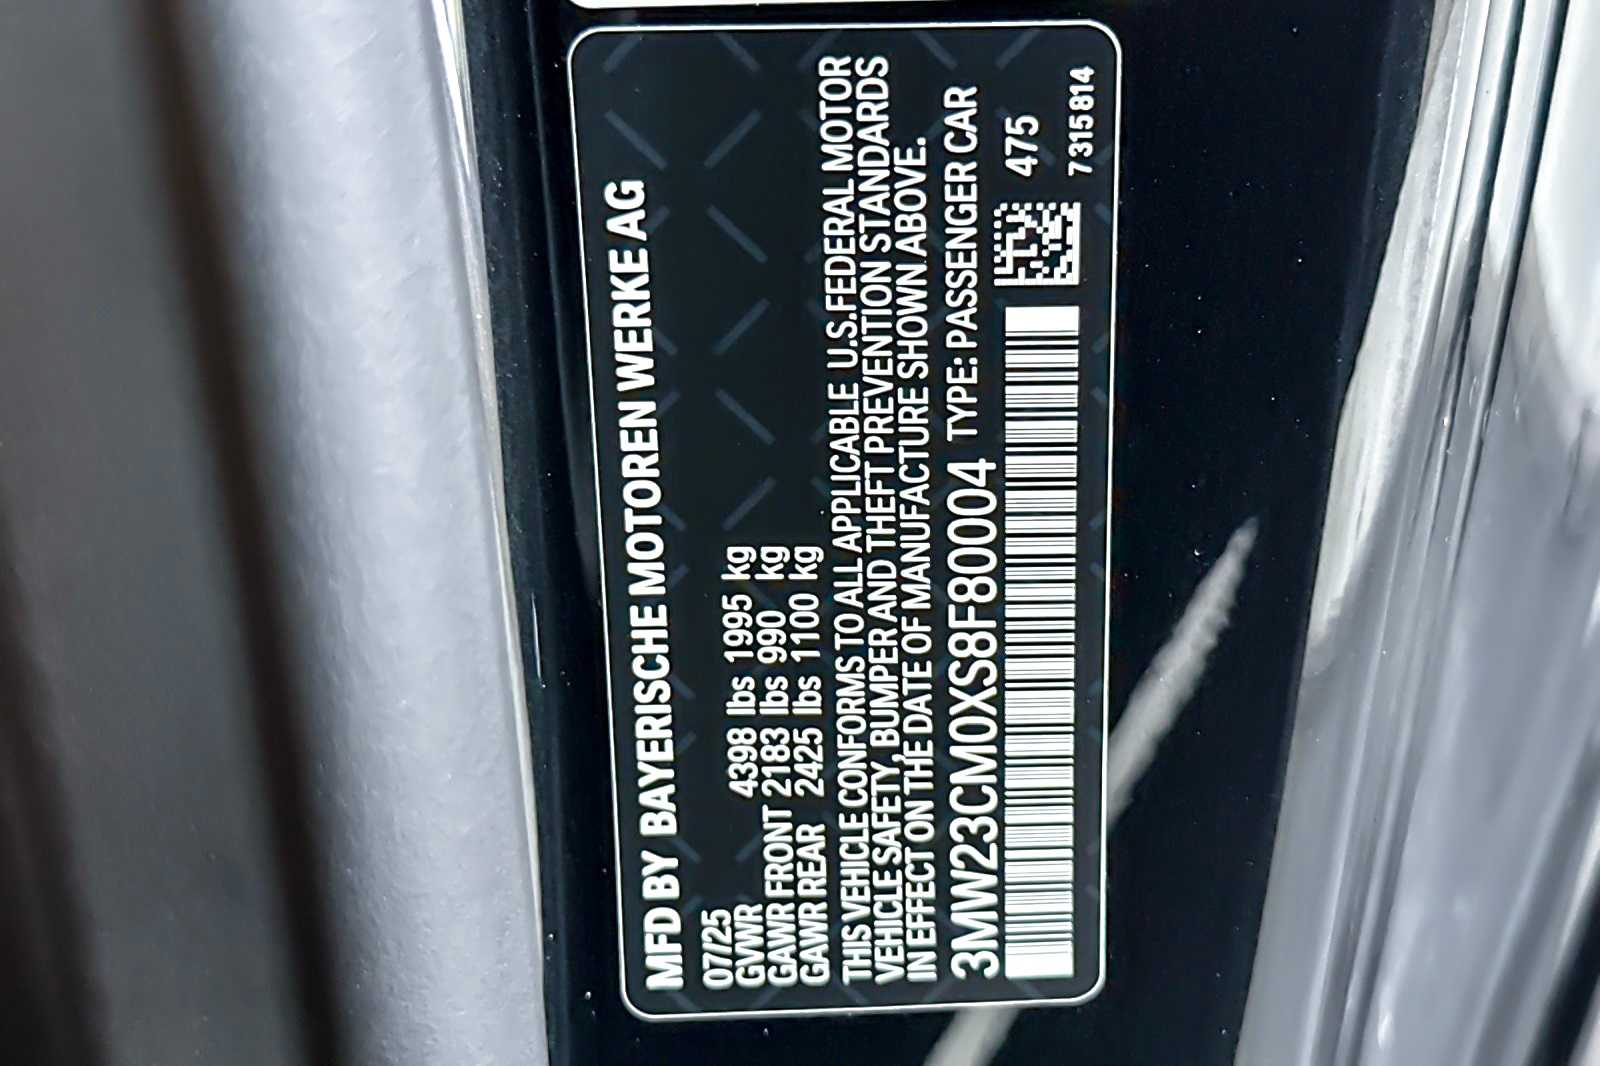 MFD BY BAYERISCHE MOTOREN WERKE AG
07/25
GVWR 4398 lbs 1995 kg
GAWR FRONT 2183 lbs 990 kg
GAWR REAR 2425 lbs 1100 kg
THIS VEHICLE CONFORMS TO ALL APPLICABLE U.S.FEDERAL MOTOR
VEHICLE SAFETY, BUMPER AND THEFT PREVENTION STANDARDS
IN EFFECT ON THE DATE OF MANUFACTURE SHOWN ABOVE.
3MW23CM0XS8F80004 TYPE: PASSENGER CAR
475
7315814